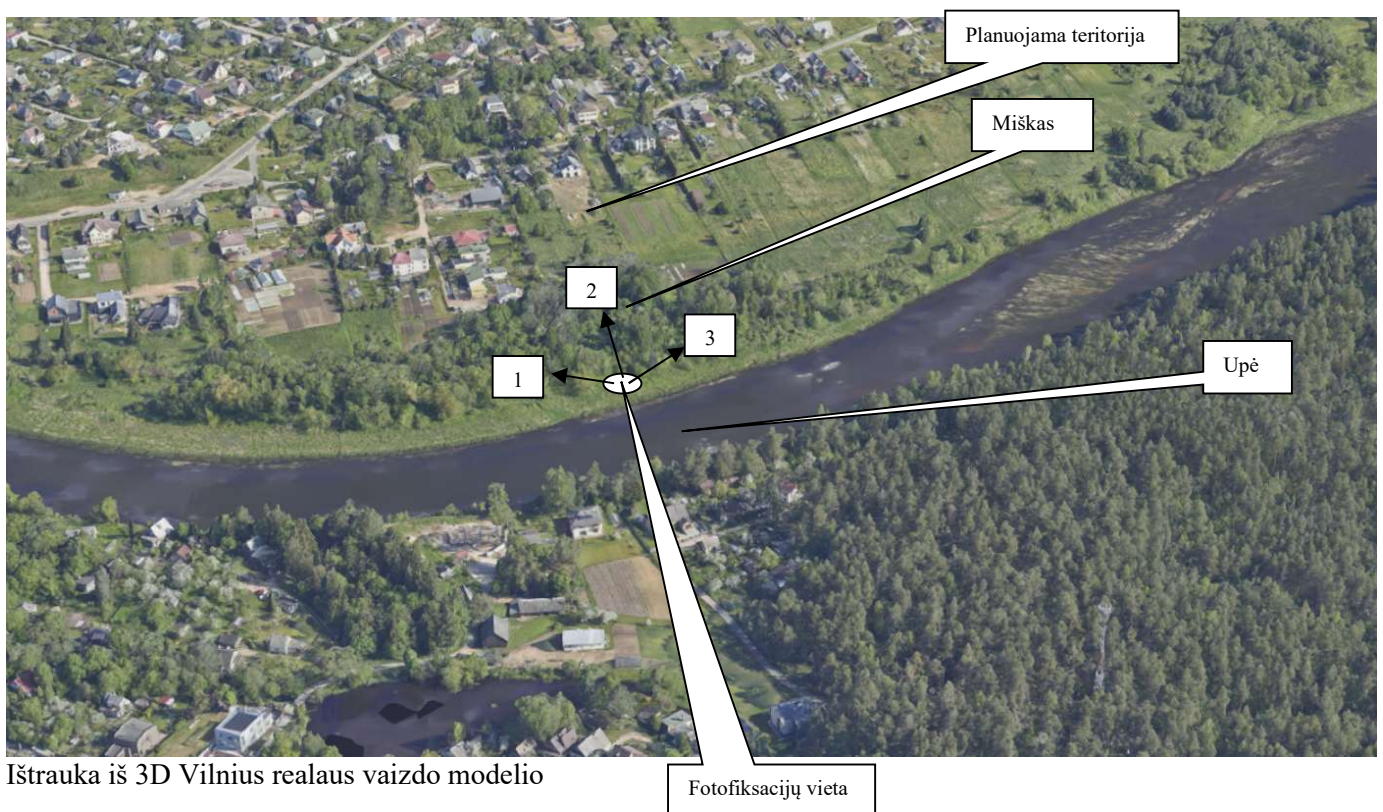 Planuojama teritorija
Miškas
2
3
1
Upė
Ištrauka iš 3D Vilnius realaus vaizdo modelio
Fotofiksacijų vieta